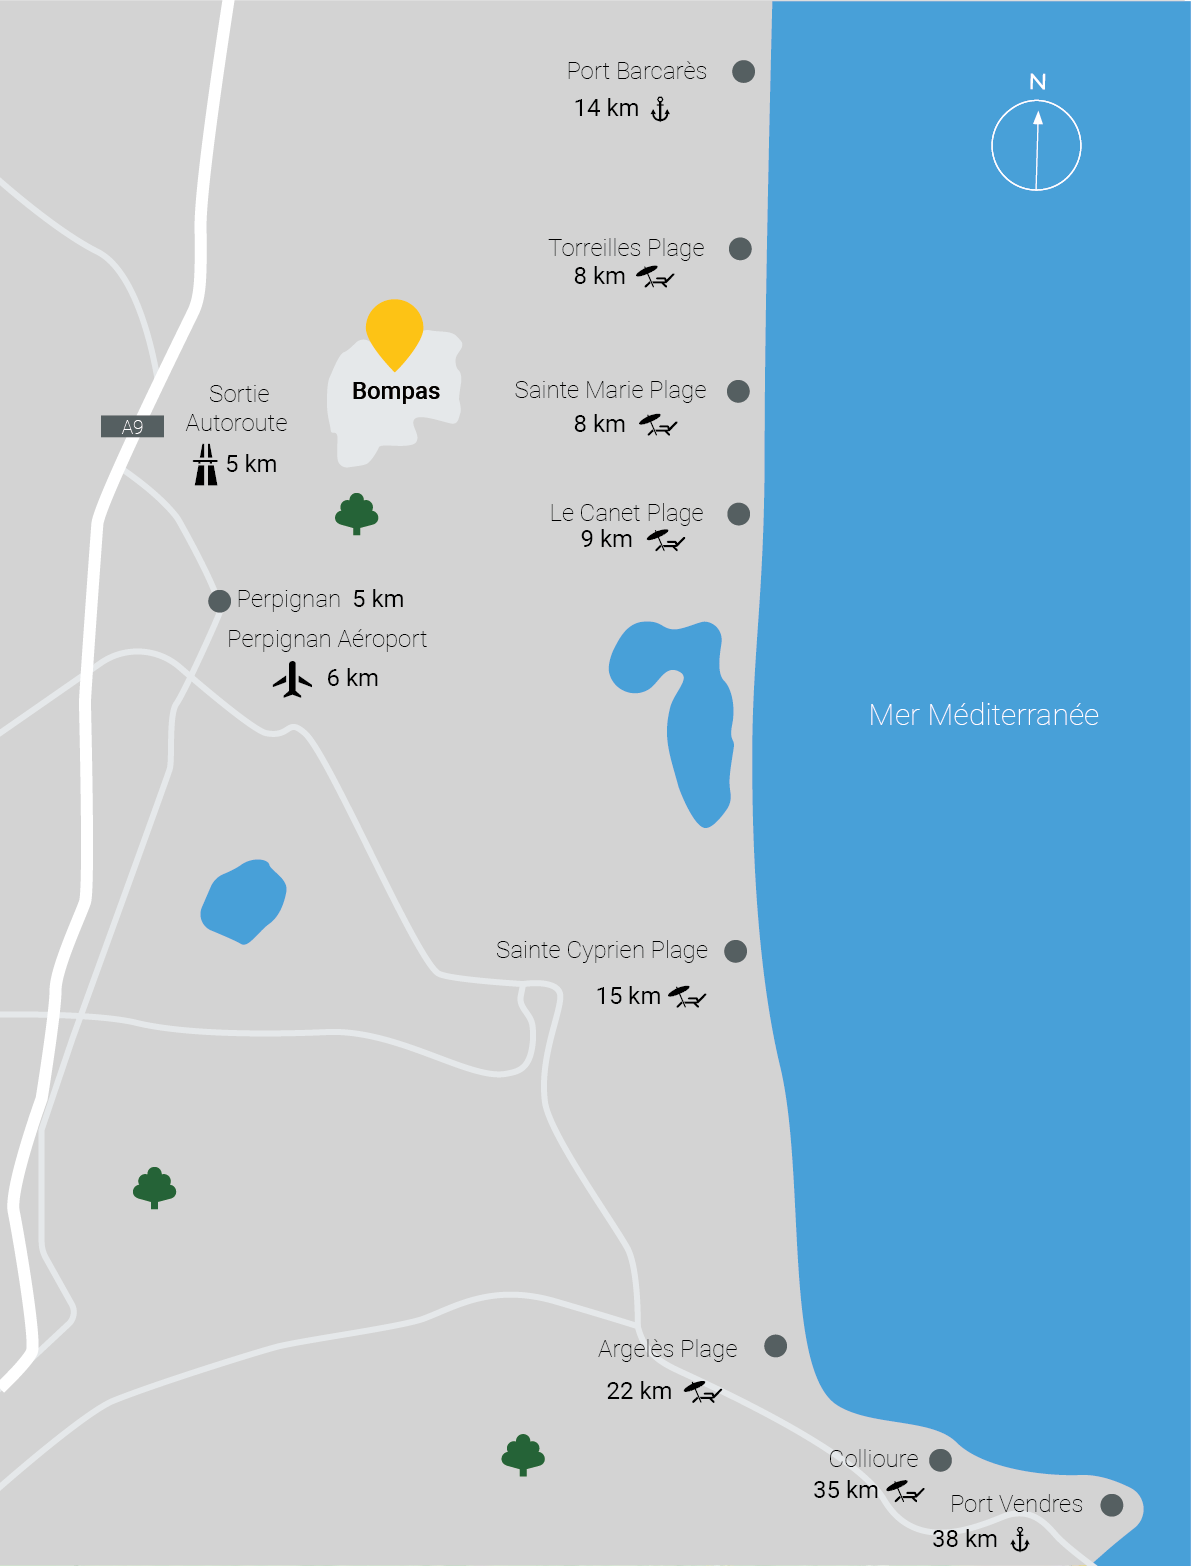 Port Barcarès
14 km
N
Torreilles Plage
8 km
Bompas
Sainte Marie Plage
8 km
Sortie
Autoroute
A9
5 km
Le Canet Plage
9 km
Perpignan 5 km
Perpignan Aéroport
6 km
Mer Méditerranée
Sainte Cyprien Plage
15 km
Argelès Plage
22 km
Collioure
35 km
Port Vendres
38 km